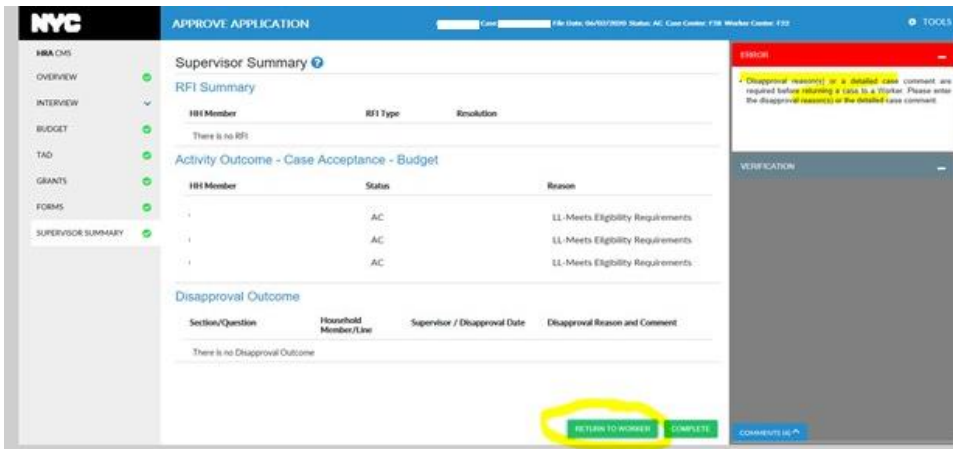 NYC
APPROVE APPLICATION
Case
File Date: 04/03/2020 Status: AC Case Center: F38 Worker Center: F22
TOOLS
HRA CMS
OVERVIEW
INTERVIEW
BUDGET
TAD
GRANTS
FORMS
SUPERVISOR SUMMARY
Supervisor Summary ?
RFI Summary
HH Member RFI Type Resolution
There is no RFI
Activity Outcome - Case Acceptance - Budget
HH Member Status Reason
AC LL-Meets Eligibility Requirements
AC LL-Meets Eligibility Requirements
AC LL-Meets Eligibility Requirements
Disapproval Outcome
Section/Question Household Member/Line Supervisor / Disapproval Date Disapproval Reason and Comment
There is no Disapproval Outcome
RETURN TO WORKER COMPLETE
ERROR
Disapproval reason(s) or a detailed case comment are
required before returning a case to a Worker. Please enter
the disapproval reason(s) or the detailed case comment.
VERIFICATION
COMMENTS (4)